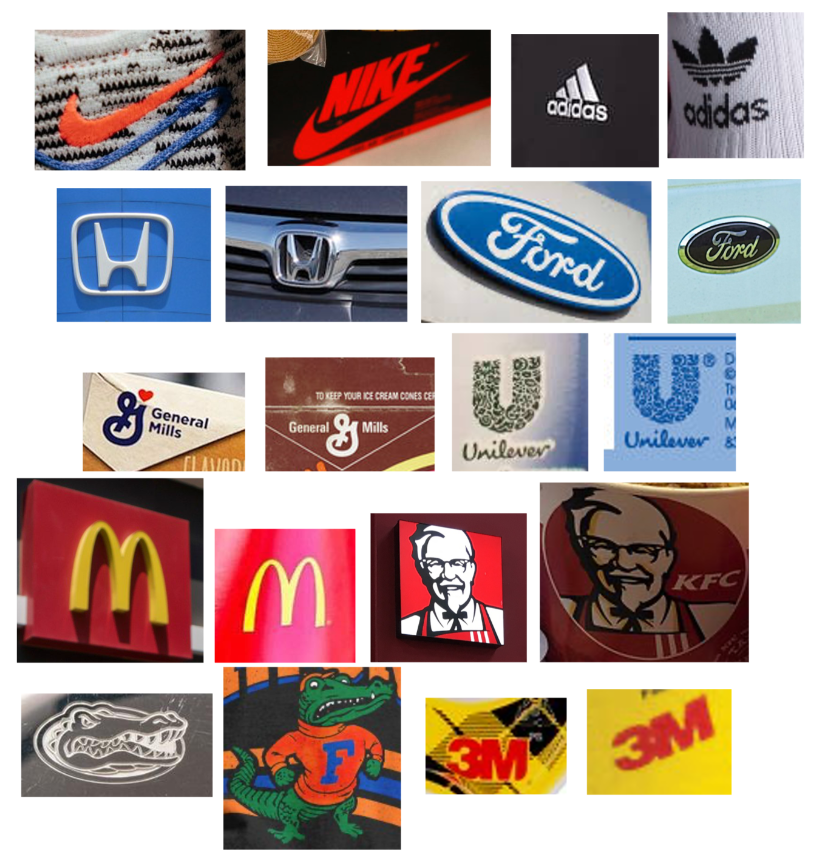 NIKE
adidas
adidas
Ford
Ford
General
Mills
FLAVOR
TO KEEP YOUR ICE CREAM CONES
General Mills
Unilever
U®
Unilever
M
M
KFC
F
3M
3M